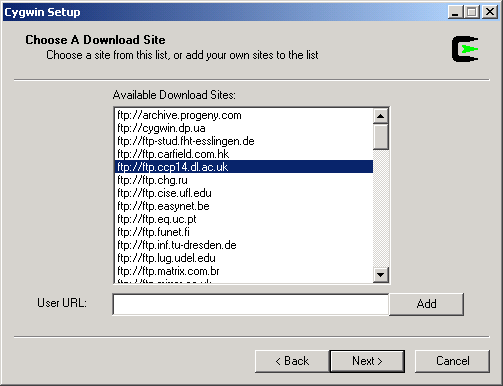 Cygwin Setup
Choose A Download Site
Choose a site from this list, or add your own sites to the list
Available Download Sites:
ftp://archive.progeny.com
ftp://cygwin.dp.ua
ftp://ftp-stud.fht-esslingen.de
ftp://ftp.carfield.com.hk
ftp://ftp.ccp14.dl.ac.uk
ftp://ftp.chg.ru
ftp://ftp.cise.ufl.edu
ftp://ftp.easynet.be
ftp://ftp.eq.uc.pt
ftp://ftp.funet.fi
ftp://ftp.inf.tu-dresden.de
ftp://ftp.lug.udel.edu
ftp://ftp.matrix.com.br
User URL:
Add
< Back
Next >
Cancel